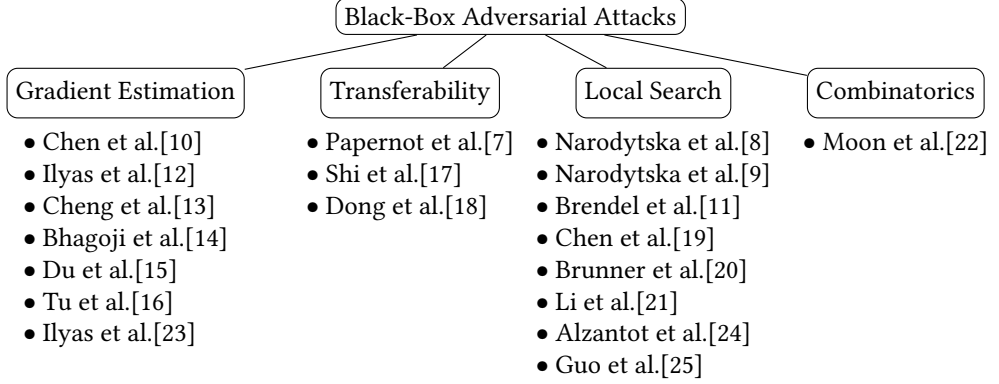 Black-Box Adversarial Attacks
Gradient Estimation
• Chen et al.[10]
• Ilyas et al.[12]
• Cheng et al.[13]
• Bhagoji et al.[14]
• Du et al.[15]
• Tu et al.[16]
• Ilyas et al.[23]
Transferability
• Papernot et al.[7]
• Shi et al.[17]
• Dong et al.[18]
Local Search
• Narodytska et al.[8]
• Narodytska et al.[9]
• Brendel et al.[11]
• Chen et al.[19]
• Brunner et al.[20]
• Li et al.[21]
• Alzantot et al.[24]
• Guo et al.[25]
Combinatorics
• Moon et al.[22]